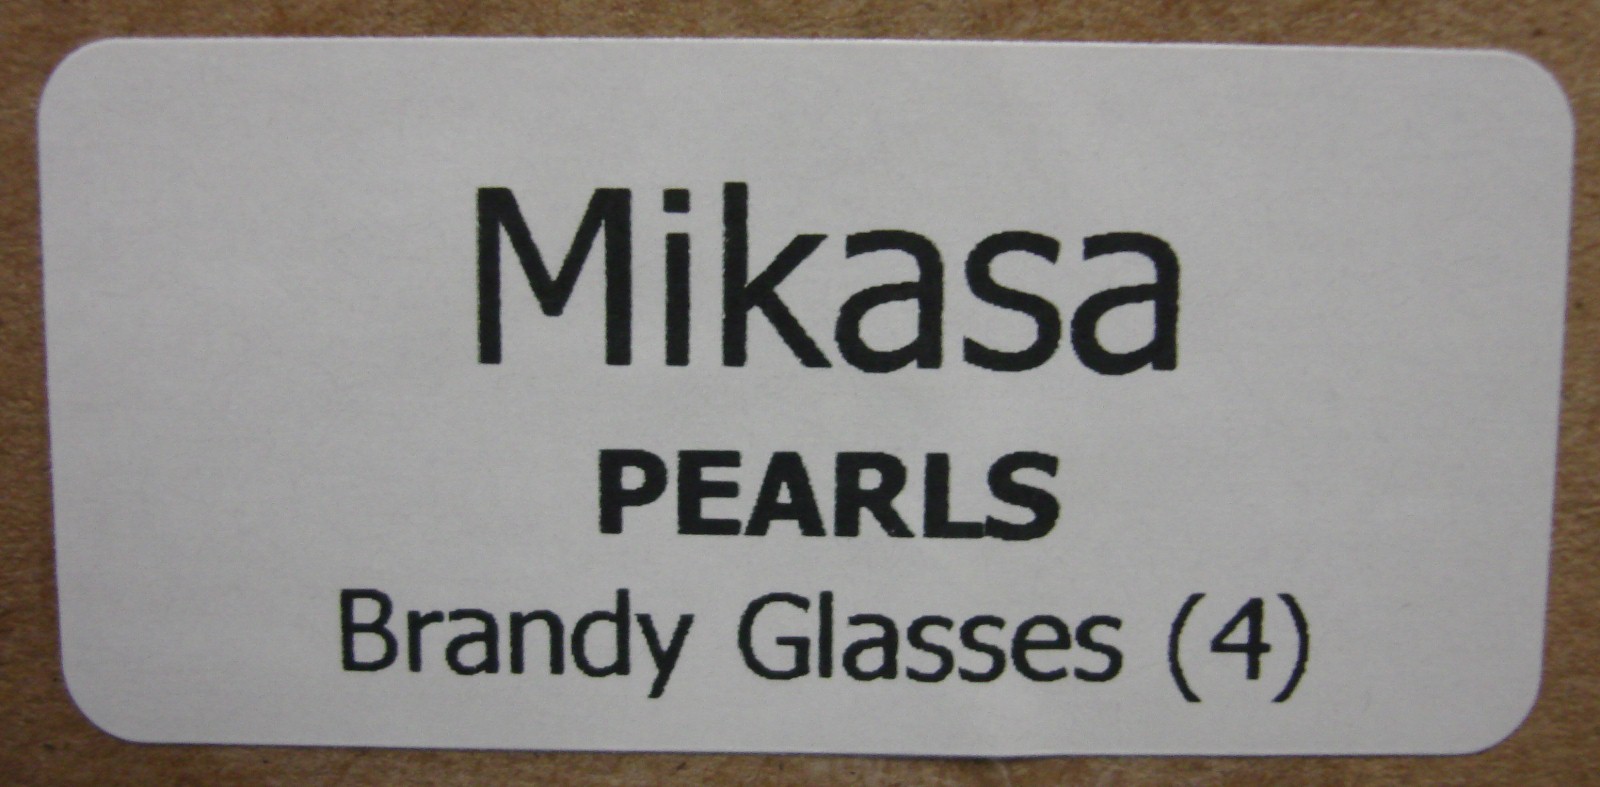 Mikasa
PEARLS
Brandy Glasses (4)